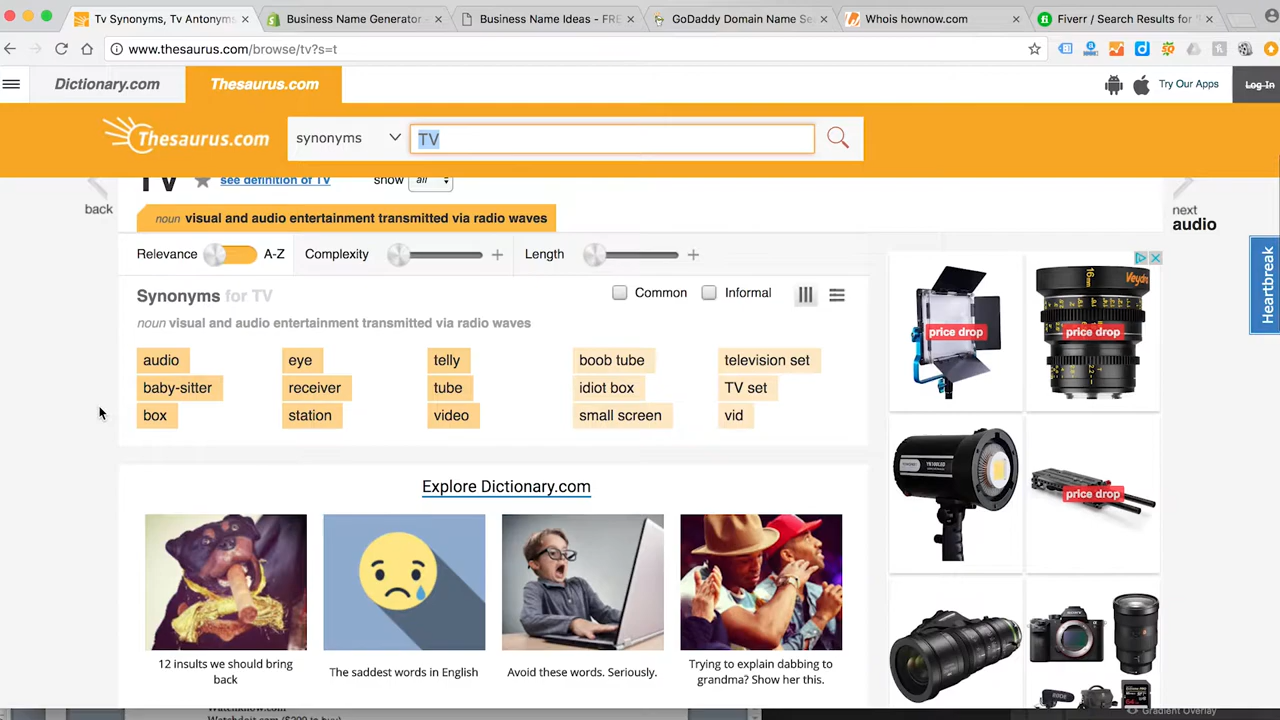 Tv Synonyms, Tv Antonyms
Business Name Generator -
Business Name Ideas - FRE
GoDaddy Domain Name Se
Whois hownow.com
Fiverr / Search Results for
www.thesaurus.com/browse/tv?s=t
Dictionary.com
Thesaurus.com
Try Our Apps
Log In
Thesaurus.com
synonyms
TV
back
TV
see definition of TV
show
all
next
audio
noun visual and audio entertainment transmitted via radio waves
Relevance
A-Z
Complexity
Length
Heartbreak
Synonyms for TV
Common
Informal
noun visual and audio entertainment transmitted via radio waves
audio
eye
telly
boob tube
television set
baby-sitter
receiver
tube
idiot box
TV set
box
station
video
small screen
vid
price drop
16mm
Veydra
price drop
price drop
Explore Dictionary.com
12 insults we should bring
back
The saddest words in English
Avoid these words. Seriously.
Trying to explain dabbing to
grandma? Show her this.
RODE
Gradient Overlay